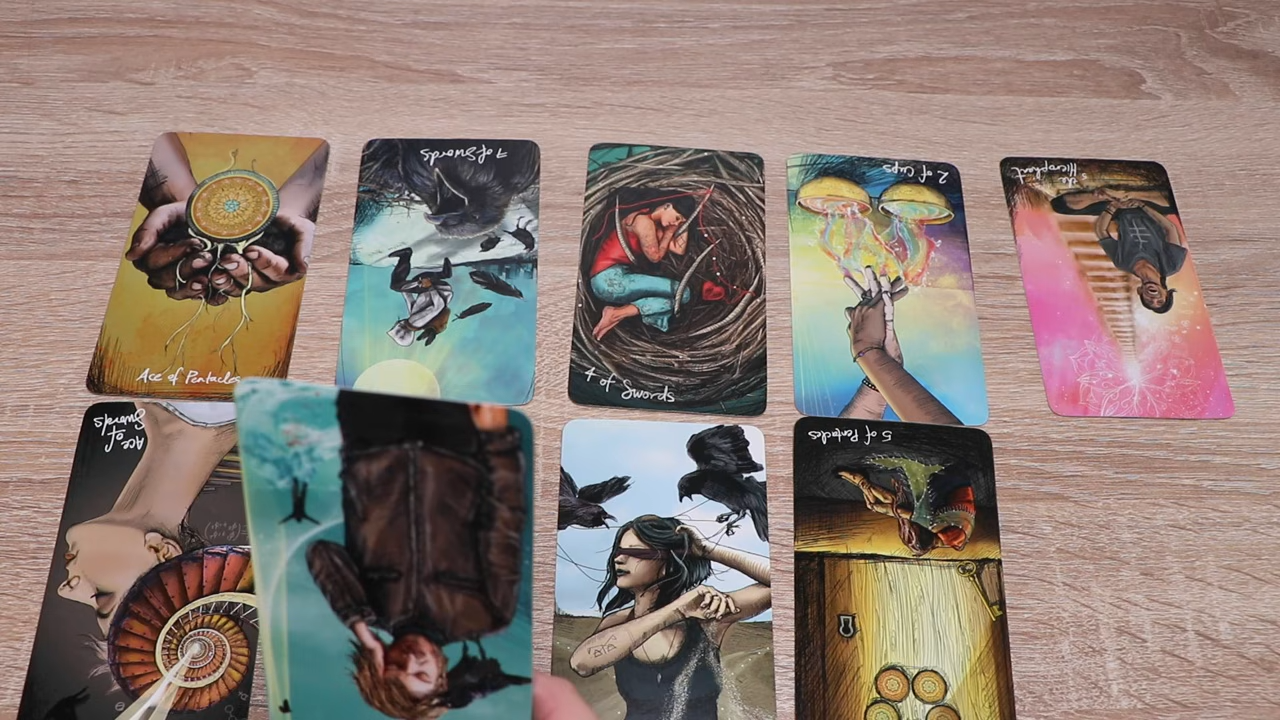 Ace of Pentacles
7 of Swords
4 of Swords
2 of Cups
the
Hierophant
Ace
of
Swords
5 of Pentacles